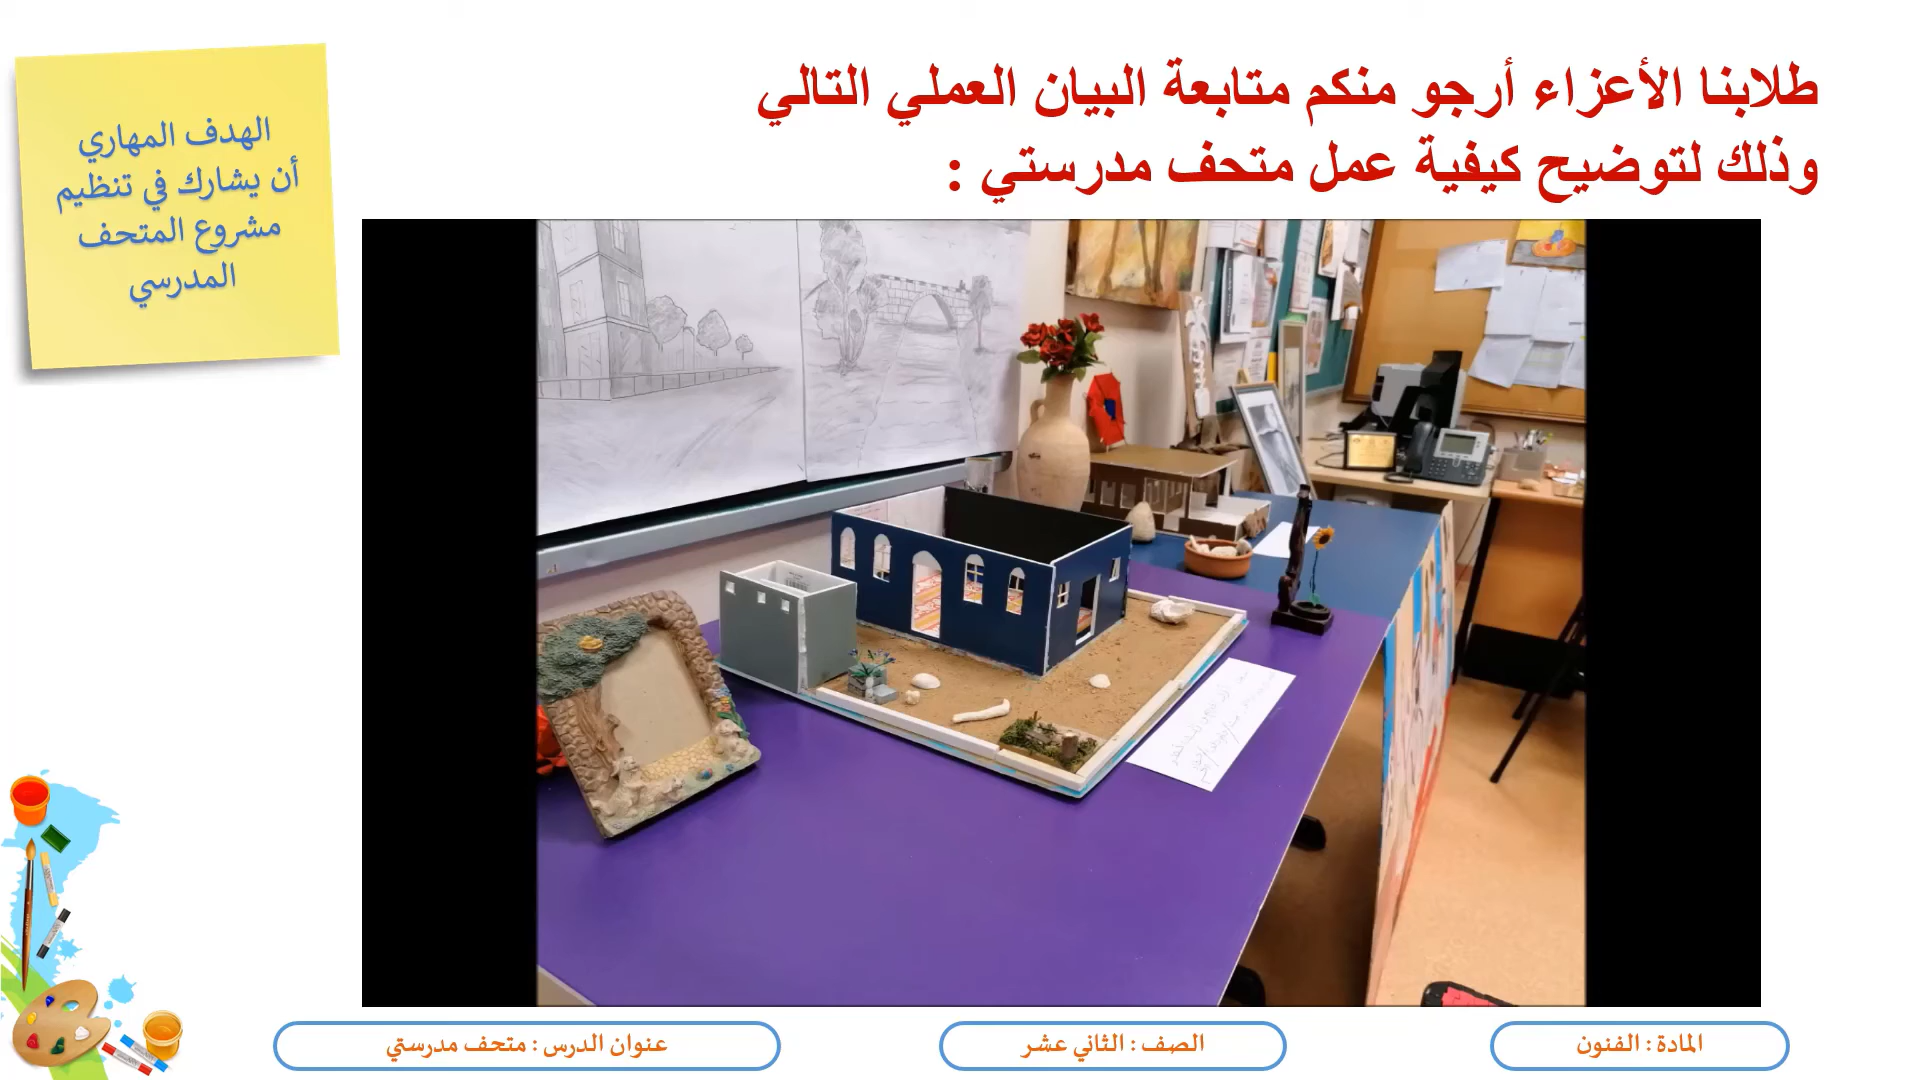 طلابنا الأعزاء أرجو منكم متابعة البيان العملي التالي
وذلك لتوضيح كيفية عمل متحف مدرستي :
الهدف المهاري
أن يشارك في تنظيم
مشروع المتحف
المدرسي
المادة : الفنون
الصف : الثاني عشر
عنوان الدرس : متحف مدرستي